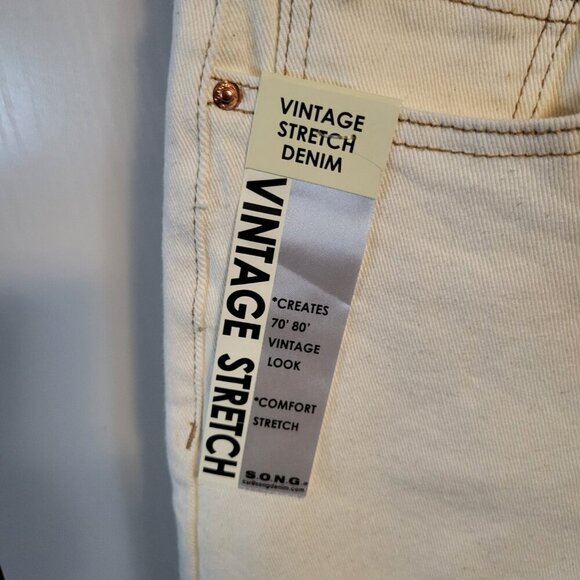 VINTAGE
STRETCH
DENIM
VINTAGE STRETCH
*CREATES
70' 80'
VINTAGE
LOOK
*COMFORT
STRETCH
S.O.N.G.